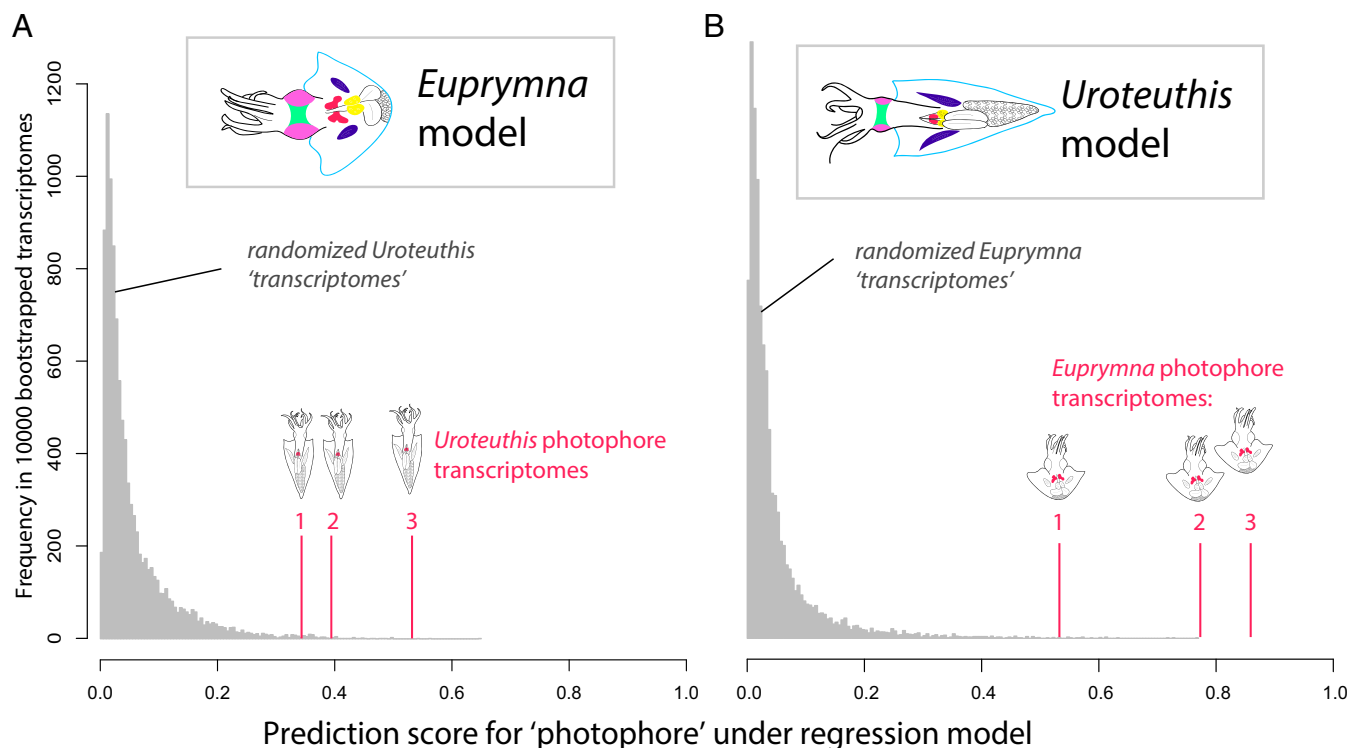 A
Euprymna
model
randomized Uroteuthis
‘transcriptomes’
Uroteuthis photophore
transcriptomes
1 2 3
Frequency in 10000 bootstrapped transcriptomes
0 200 400 600 800 1000 1200
0.0 0.2 0.4 0.6 0.8 1.0
B
Uroteuthis
model
randomized Euprymna
‘transcriptomes’
Euprymna photophore
transcriptomes:
1 2 3
0.0 0.2 0.4 0.6 0.8 1.0
Prediction score for ‘photophore’ under regression model